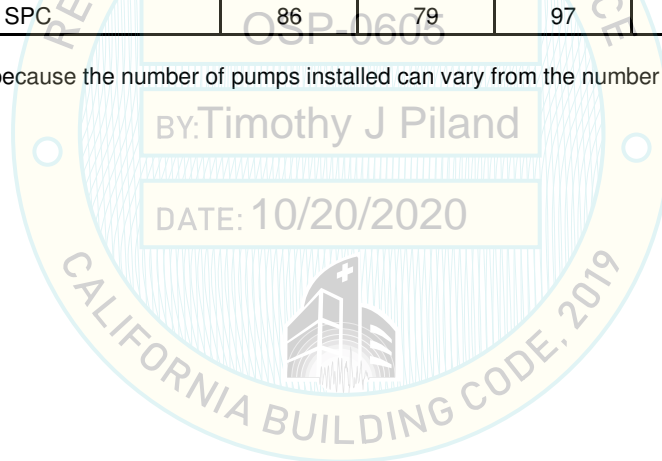 SPC 86 79 97
OSP-0605
because the number of pumps installed can vary from the number
BY: Timothy J Piland
DATE: 10/20/2020
CALIFORNIA BUILDING CODE, 2019